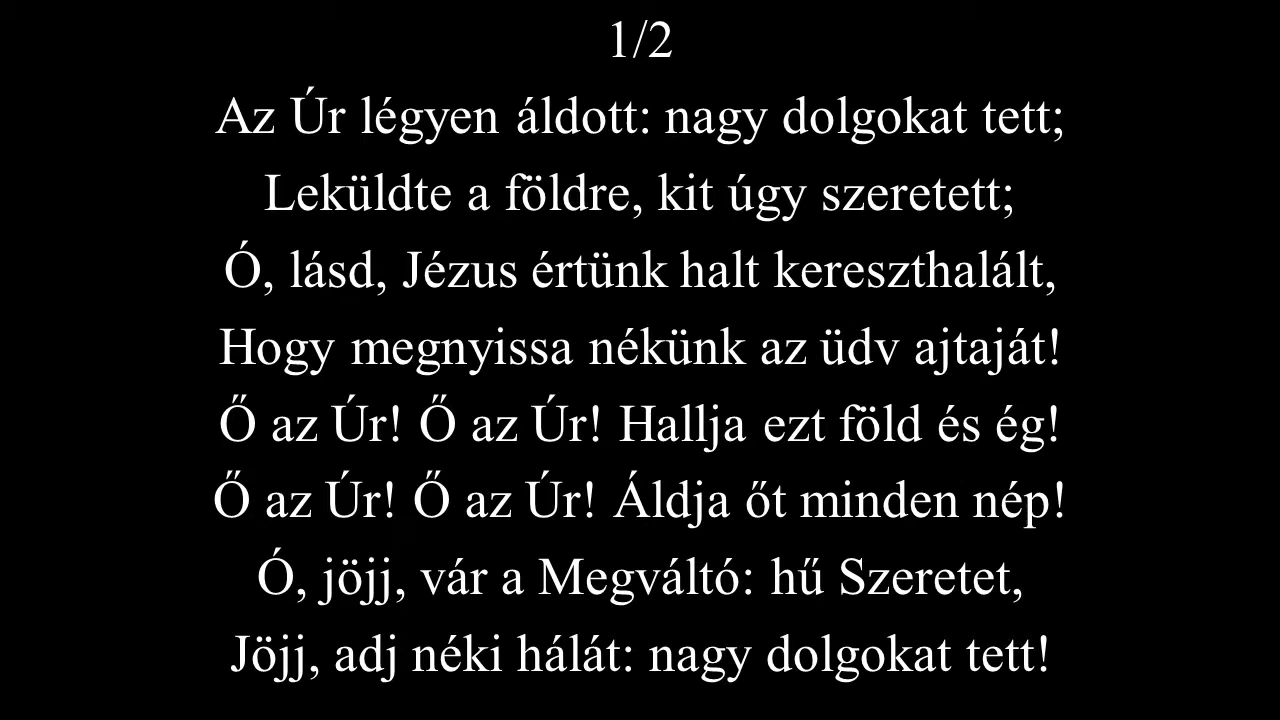 1/2
Az Úr légyen áldott: nagy dolgokat tett;
Leküldte a földre, kit úgy szeretett;
Ó, lásd, Jézus értünk halt kereszthalált,
Hogy megnyissa nékünk az üdv ajtaját!
Ő az Úr! Ő az Úr! Hallja ezt föld és ég!
Ő az Úr! Ő az Úr! Áldja őt minden nép!
Ó, jöjj, vár a Megváltó: hű Szeretet,
Jöjj, adj néki hálát: nagy dolgokat tett!